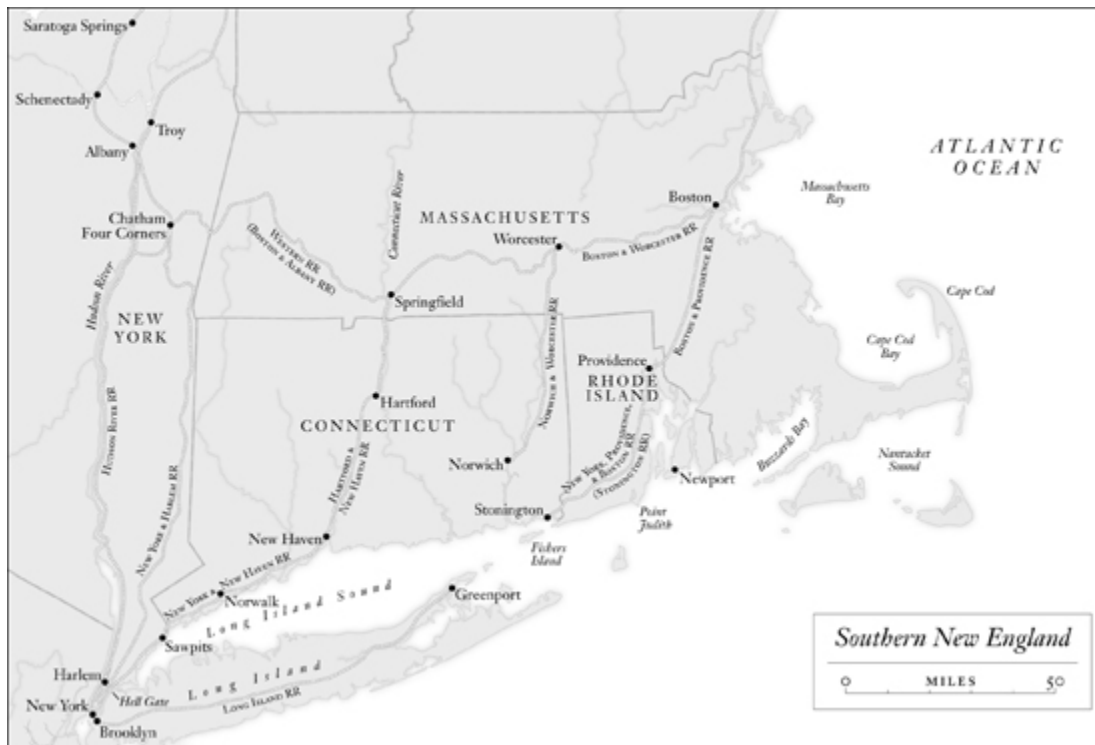 Saratoga Springs
Schenectady
Troy
Albany
ATLANTIC
OCEAN
Massachusetts
Bay
Boston
Chatham
Four Corners
MASSACHUSETTS
Connecticut River
Worcester
BOSTON & WORCESTER RR
WESTERN RR
(BOSTON & ALBANY RR)
Hudson River
Springfield
BOSTON & PROVIDENCE RR
Cape Cod
NEW
YORK
Cape Cod
Bay
Providence
RHODE
ISLAND
NORWICH & WORCESTER RR
Hartford
CONNECTICUT
HUDSON RIVER RR
HARTFORD &
NEW HAVEN RR
Norwich
NEW YORK, PROVIDENCE,
& BOSTON RR
(STONINGTON RR)
Buzzards Bay
Nantucket
Sound
Newport
NEW YORK & HARLEM RR
Stonington
Point
Judith
New Haven
Fishers
Island
NEW YORK & NEW HAVEN RR
Norwalk
Long Island Sound
Greenport
Sawpits
Southern New England
Harlem
Long Island
0 MILES 50
Hell Gate
LONG ISLAND RR
New York
Brooklyn